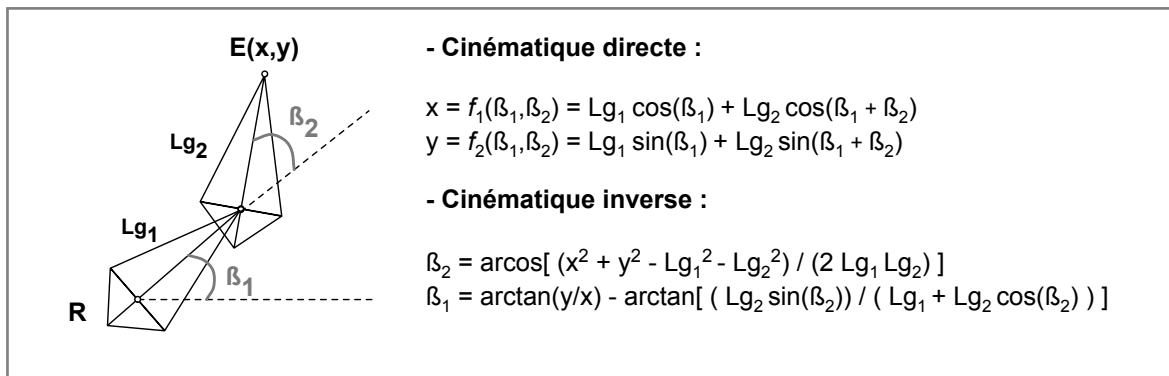 E(x,y)
ß₂
Lg₂
Lg₁
ß₁
R
- Cinématique directe :
x = f₁(ß₁,ß₂) = Lg₁ cos(ß₁) + Lg₂ cos(ß₁ + ß₂)
y = f₂(ß₁,ß₂) = Lg₁ sin(ß₁) + Lg₂ sin(ß₁ + ß₂)
- Cinématique inverse :
ß₂ = arcos[ (x² + y² - Lg₁² - Lg₂²) / (2 Lg₁ Lg₂) ]
ß₁ = arctan(y/x) - arctan[ ( Lg₂ sin(ß₂)) / ( Lg₁ + Lg₂ cos(ß₂) ) ]